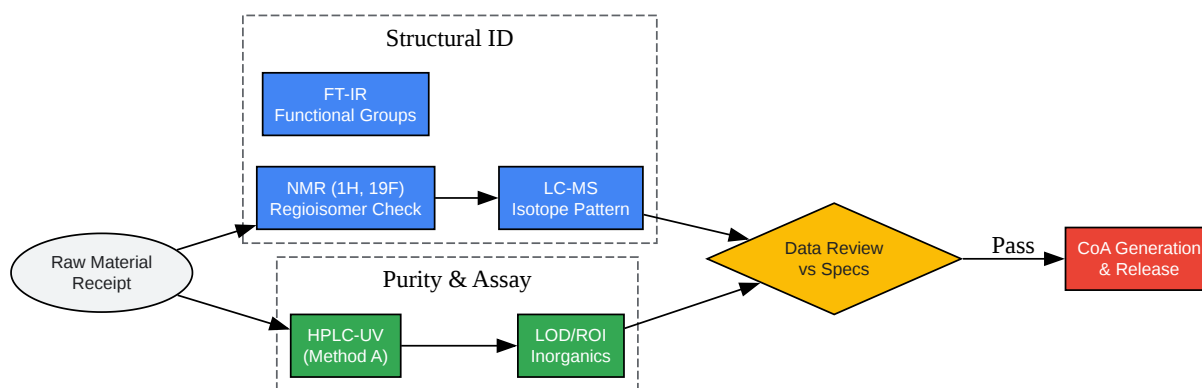 Structural ID
FT-IR
Functional Groups
NMR (1H, 19F)
Regioisomer Check
LC-MS
Isotope Pattern
Raw Material
Receipt
Purity & Assay
HPLC-UV
(Method A)
LOD/ROI
Inorganics
Data Review
vs Specs
Pass
CoA Generation
& Release